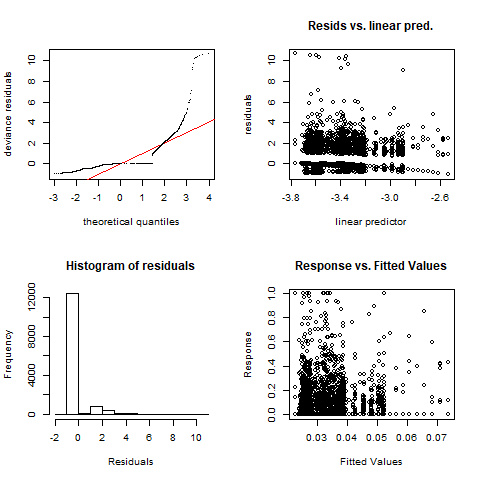 deviance residuals
0 2 4 6 8 10
-3 -2 -1 0 1 2 3 4
theoretical quantiles
Resids vs. linear pred.
residuals
0 2 4 6 8 10
-3.8 -3.4 -3.0 -2.6
linear predictor
Histogram of residuals
Frequency
0 4000 8000 12000
-2 0 2 4 6 8 10
Residuals
Response vs. Fitted Values
Response
0.0 0.2 0.4 0.6 0.8 1.0
0.03 0.04 0.05 0.06 0.07
Fitted Values